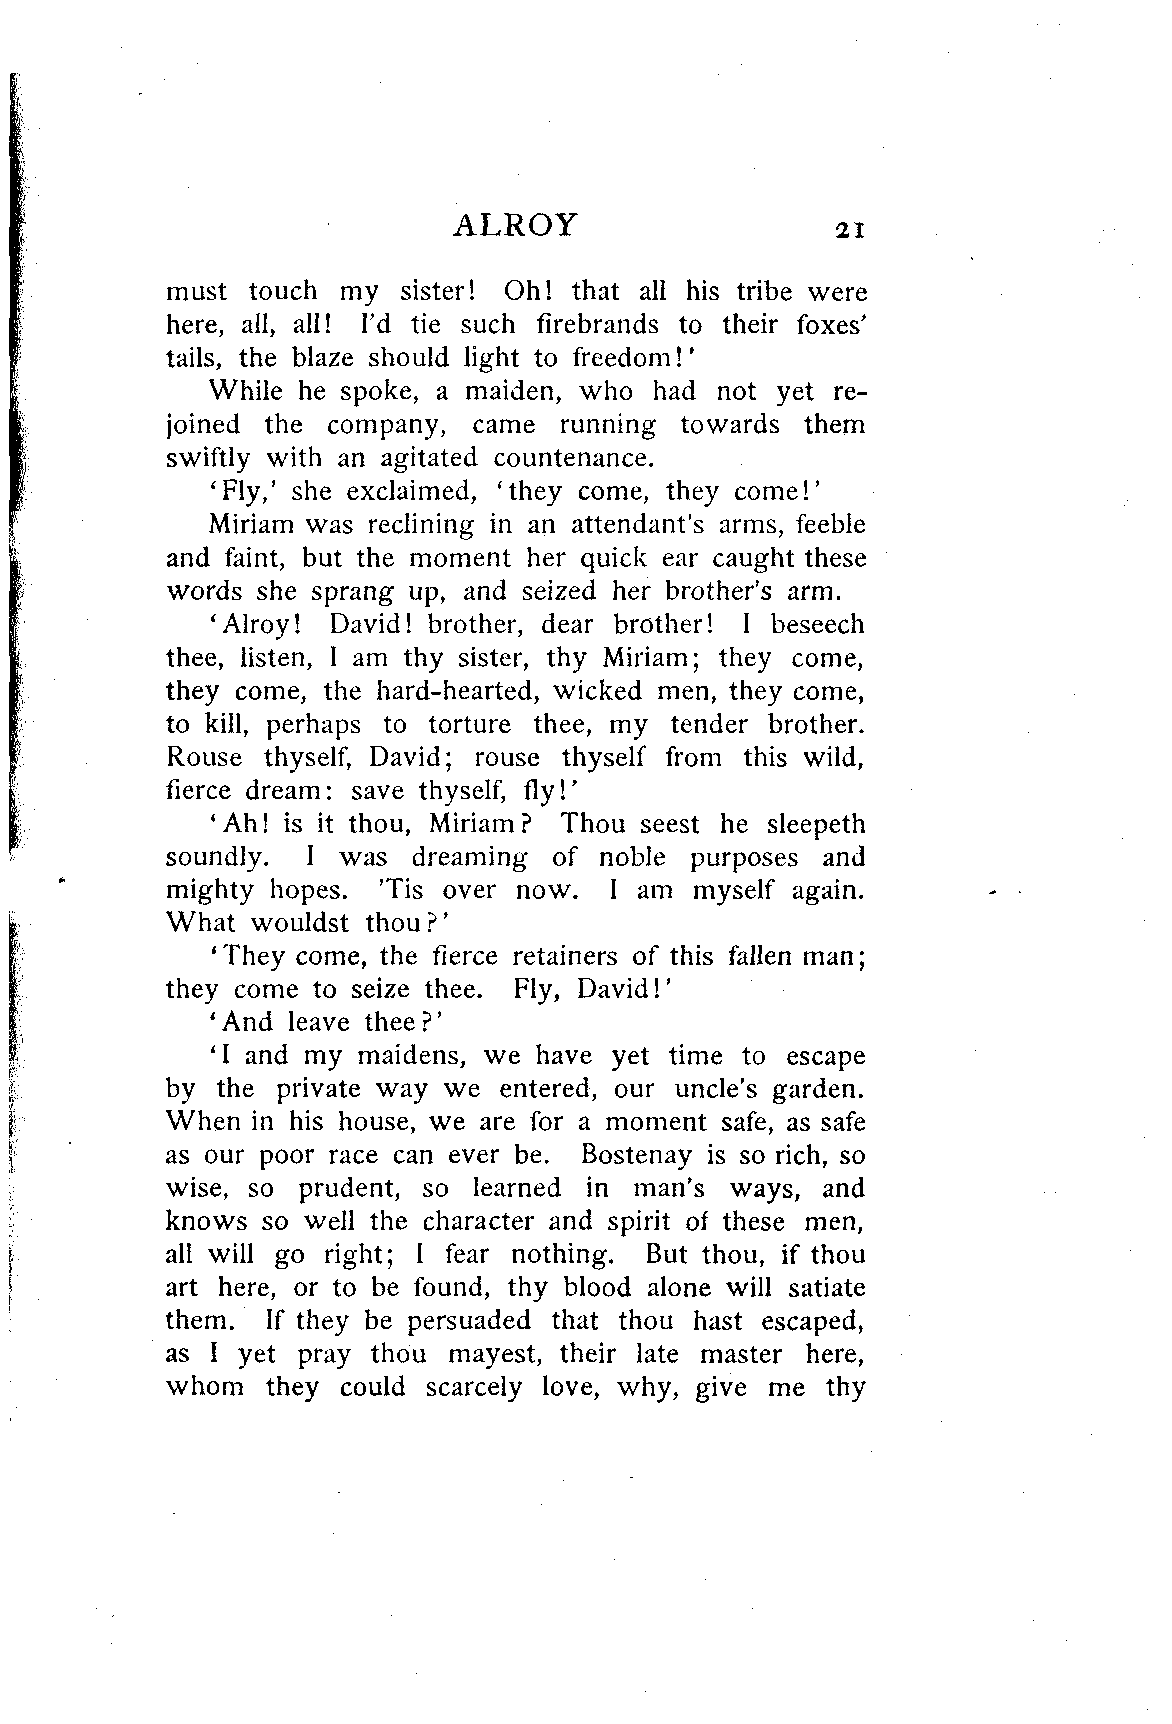 ALROY 21
must touch my sister! Oh! that all his tribe were
here, all, all! I'd tie such firebrands to their foxes'
tails, the blaze should light to freedom!'
While he spoke, a maiden, who had not yet re-
joined the company, came running towards them
swiftly with an agitated countenance.
'Fly,' she exclaimed, 'they come, they come!'
Miriam was reclining in an attendant's arms, feeble
and faint, but the moment her quick ear caught these
words she sprang up, and seized her brother's arm.
'Alroy! David! brother, dear brother! I beseech
thee, listen, I am thy sister, thy Miriam; they come,
they come, the hard-hearted, wicked men, they come,
to kill, perhaps to torture thee, my tender brother.
Rouse thyself, David; rouse thyself from this wild,
fierce dream: save thyself, fly!'
'Ah! is it thou, Miriam? Thou seest he sleepeth
soundly. I was dreaming of noble purposes and
mighty hopes. 'Tis over now. I am myself again.
What wouldst thou?'
'They come, the fierce retainers of this fallen man;
they come to seize thee. Fly, David!'
'And leave thee?'
'I and my maidens, we have yet time to escape
by the private way we entered, our uncle's garden.
When in his house, we are for a moment safe, as safe
as our poor race can ever be. Bostenay is so rich, so
wise, so prudent, so learned in man's ways, and
knows so well the character and spirit of these men,
all will go right; I fear nothing. But thou, if thou
art here, or to be found, thy blood alone will satiate
them. If they be persuaded that thou hast escaped,
as I yet pray thou mayest, their late master here,
whom they could scarcely love, why, give me thy